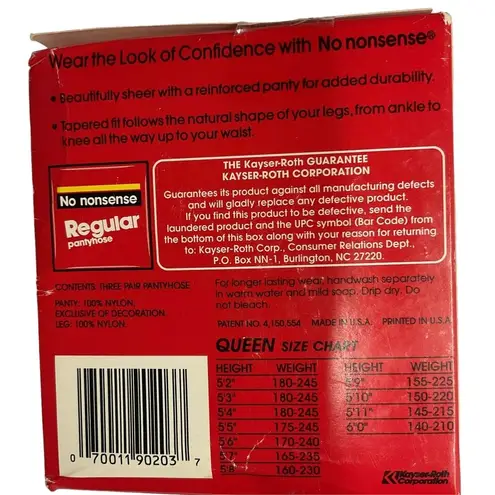 Wear the Look of Confidence with No nonsense®
• Beautifully sheer with a reinforced panty for added durability.
• Tapered fit follows the natural shape of your legs, from ankle to
knee all the way up to your waist.
No nonsense
Regular
pantyhose
THE Kayser-Roth GUARANTEE
KAYSER-ROTH CORPORATION
Guarantees its product against all manufacturing defects
and will gladly replace any defective product.
If you find this product to be defective, send the
laundered product and the UPC symbol (Bar Code) from
the bottom of this box along with your reason for returning
to: Kayser-Roth Corp., Consumer Relations Dept.,
P.O. Box NN-1, Burlington, NC 27220.
CONTENTS: THREE PAIR PANTYHOSE
PANTY: 100% NYLON,
EXCLUSIVE OF DECORATION.
LEG: 100% NYLON.
For longer lasting wear, handwash separately
in warm water and mild soap. Drip dry. Do
not bleach.
PATENT NO. 4,150,554 MADE IN U.S.A. PRINTED IN U.S.A.
QUEEN SIZE CHART
HEIGHT WEIGHT HEIGHT WEIGHT
5'2" 180-245 5'9" 155-225
5'3" 180-245 5'10" 150-220
5'4" 180-245 5'11" 145-215
5'5" 175-245 6'0" 140-210
5'6" 170-240
5'7" 165-235
5'8" 160-230
0 70011 90203 7
Kayser-Roth
Corporation